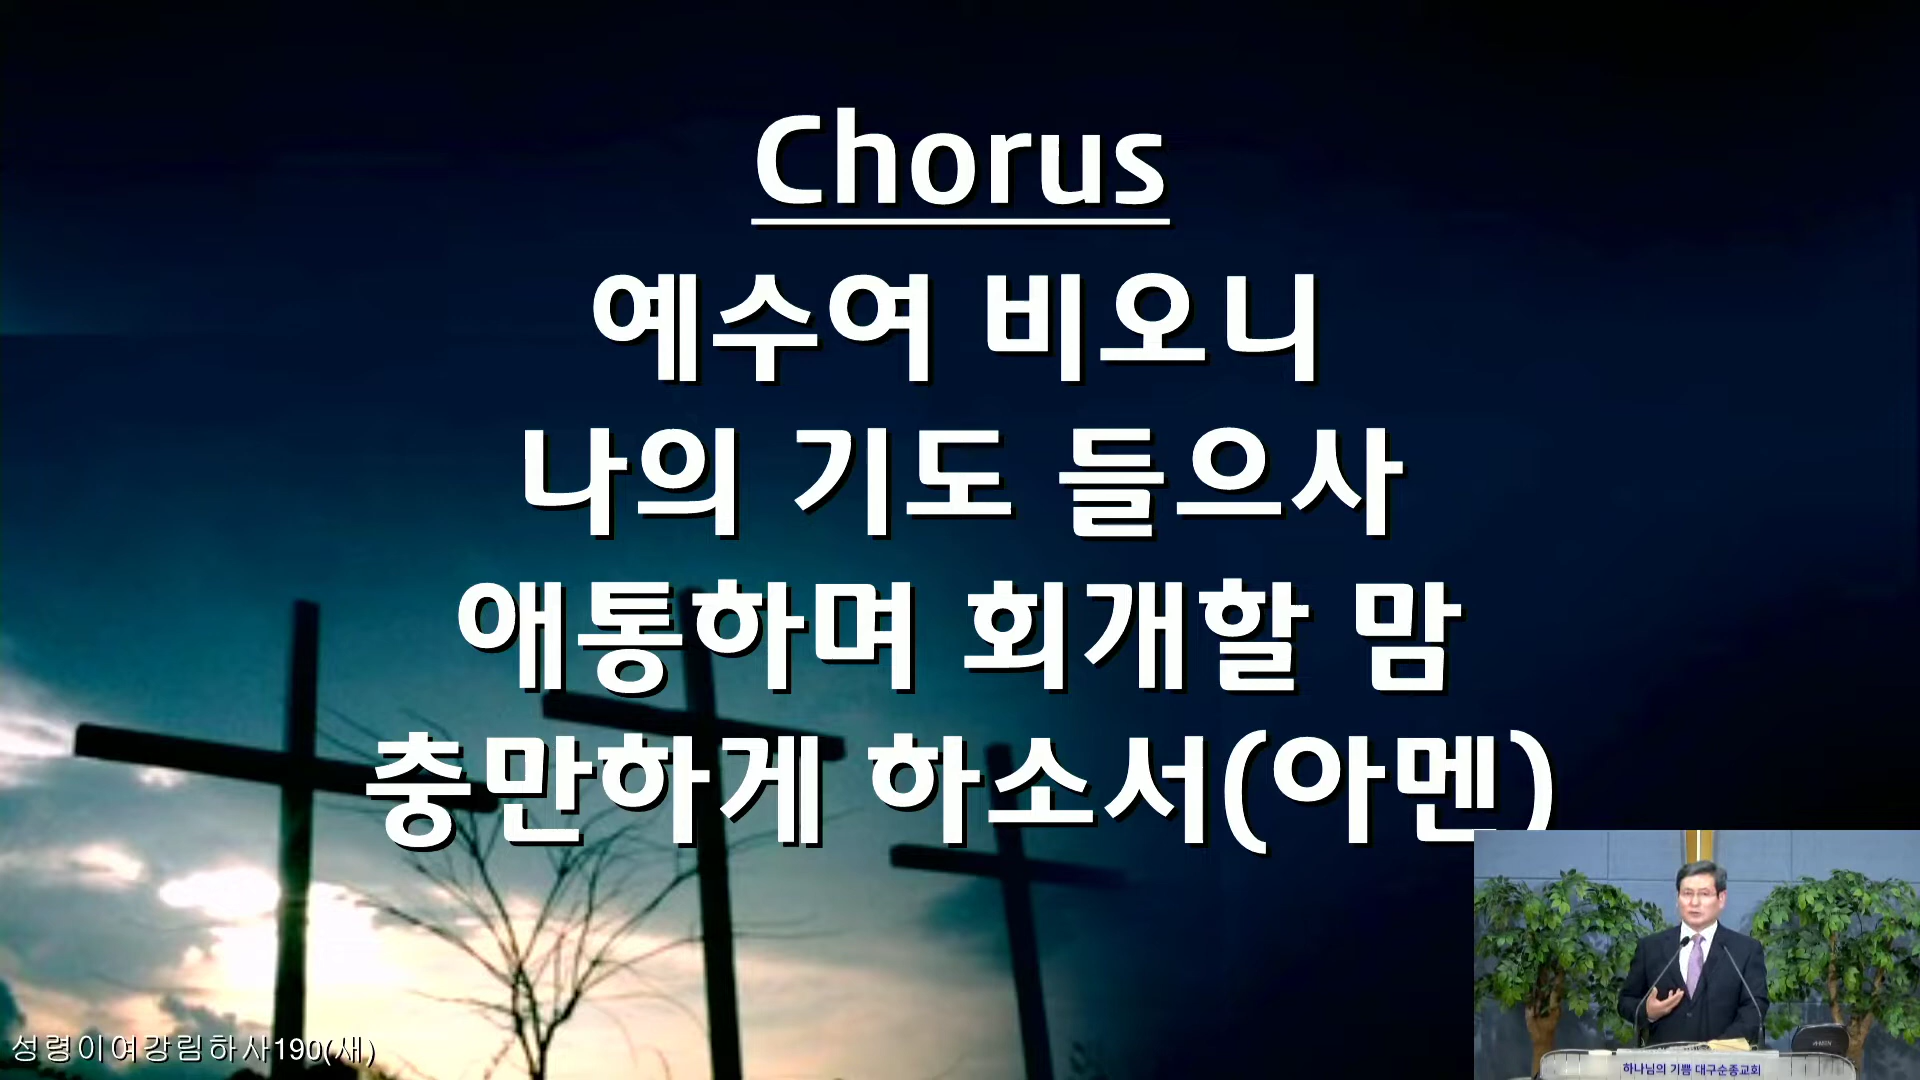 Chorus
예수여 비오니
나의 기도 들으사
애통하며 회개할 맘
충만하게 하소서(아멘)
성령이여강림하사190(새)
하나님의 기쁨 대구순종교회